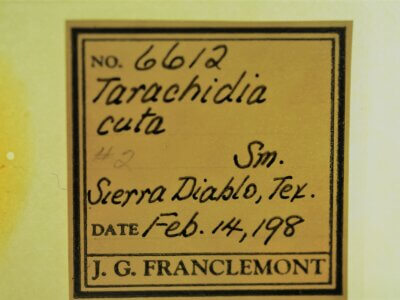 NO. 6612
Tarachidia
cuta
#2
Sm.
Sierra Diablo, Tex.
DATE Feb. 14, 198
J. G. FRANCLEMONT